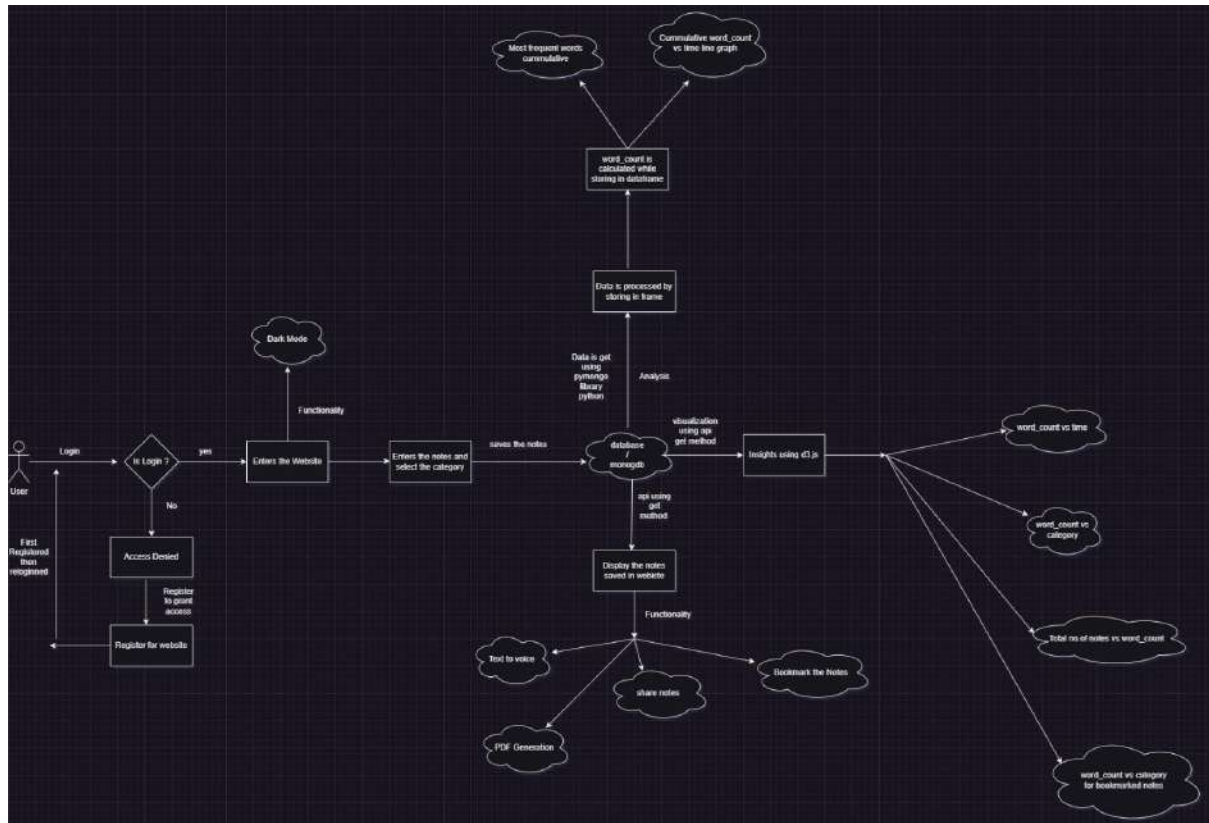 Most frequent words
cummulative
Cummulative word_count
vs time line graph
word_count is
calculated while
storing in dataframe
Data is processed by
storing in frame
Data is get
using
pymongo
library
python
Analysis
Dark Mode
Functionality
User
Login
Is Login ?
yes
Enters the Website
Enters the notes and
select the category
saves the notes
database
/
monogdb
visualization
using api
get method
Insights using d3.js
word_count vs time
word_count vs
category
Total no of notes vs word_count
word_count vs category
for bookmarked notes
No
Access Denied
Register
to grant
access
Register for website
First
Registered
then
reloginned
api using
get
method
Display the notes
saved in website
Functionality
Text to voice
share notes
Bookmark the Notes
PDF Generation